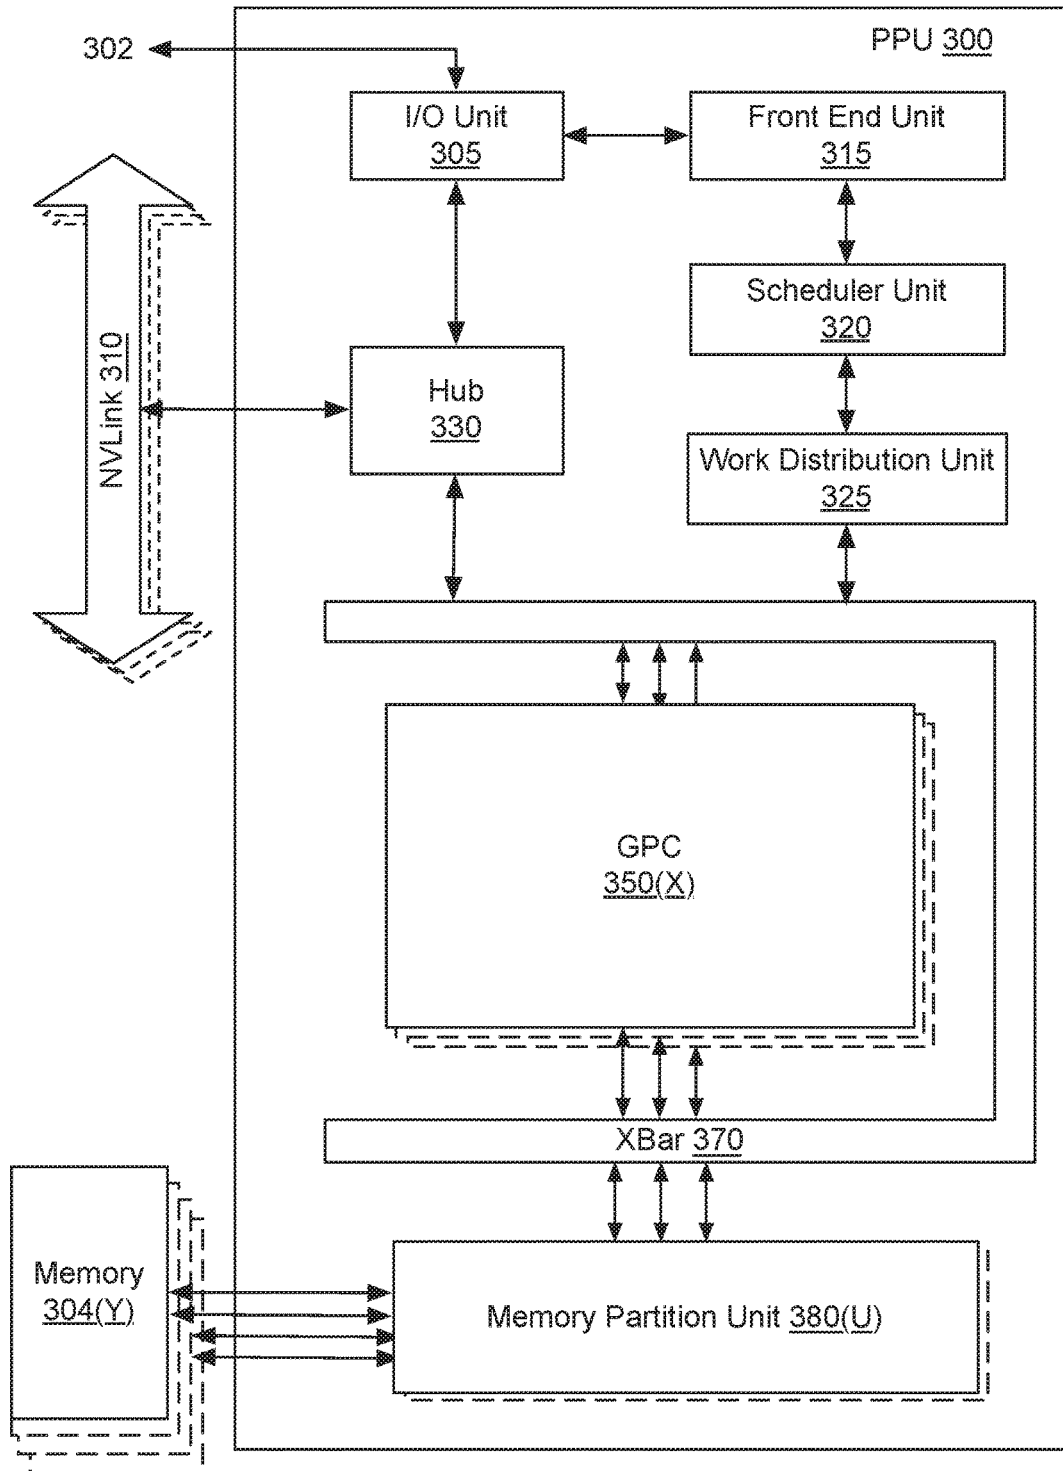 PPU 300
302
I/O Unit
305
Front End Unit
315
Scheduler Unit
320
NVLink 310
Hub
330
Work Distribution Unit
325
GPC
350(X)
XBar 370
Memory
304(Y)
Memory Partition Unit 380(U)